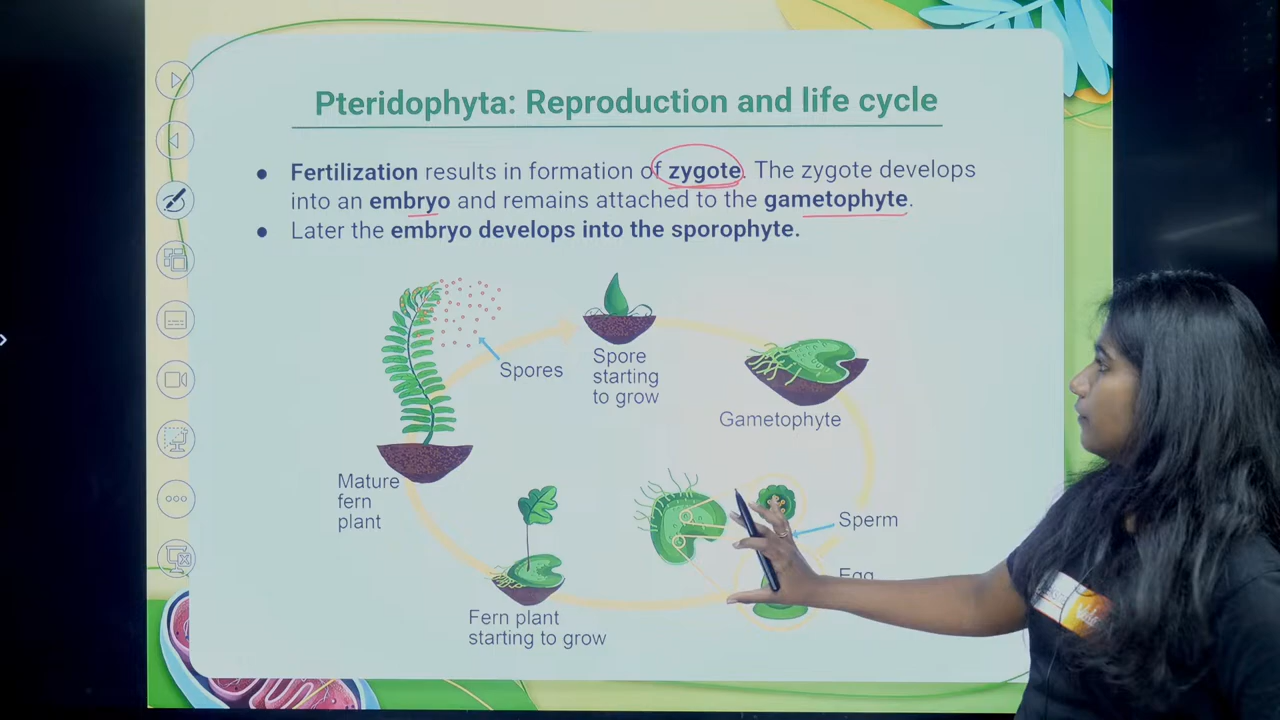 Pteridophyta: Reproduction and life cycle
● Fertilization results in formation of zygote. The zygote develops
into an embryo and remains attached to the gametophyte.
● Later the embryo develops into the sporophyte.
Spores
Spore
starting
to grow
Gametophyte
Mature
fern
plant
Sperm
Egg
Fern plant
starting to grow